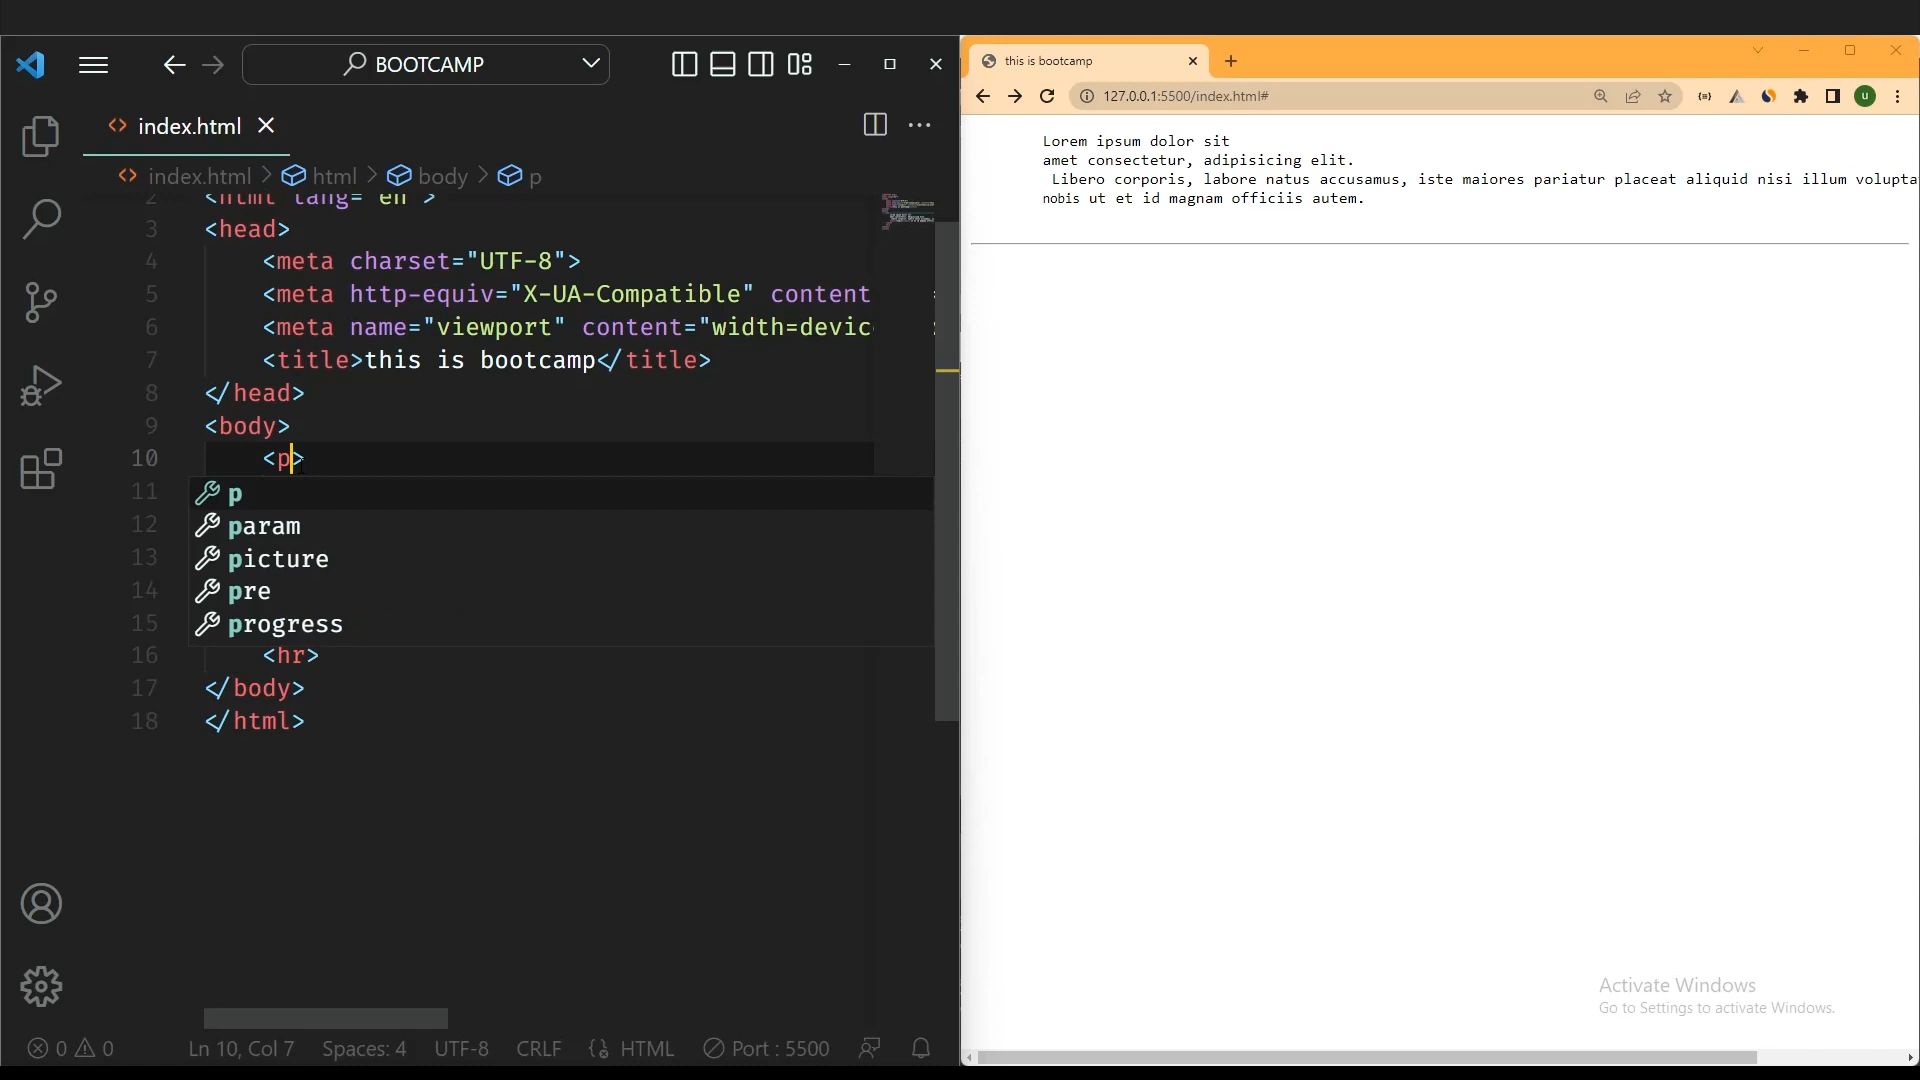 BOOTCAMP
index.html
index.html > html > body > p
2 <html lang="en">
3 <head>
4 <meta charset="UTF-8">
5 <meta http-equiv="X-UA-Compatible" content
6 <meta name="viewport" content="width=devic
7 <title>this is bootcamp</title>
8 </head>
9 <body>
10 <p>
11 p
12 param
13 picture
14 pre
15 progress
16 <hr>
17 </body>
18 </html>
0 0 Ln 10, Col 7 Spaces: 4 UTF-8 CRLF HTML Port : 5500
this is bootcamp
127.0.0.1:5500/index.html#
U
Lorem ipsum dolor sit
amet consectetur, adipisicing elit.
Libero corporis, labore natus accusamus, iste maiores pariatur placeat aliquid nisi illum volupta
nobis ut et id magnam officiis autem.
Activate Windows
Go to Settings to activate Windows.